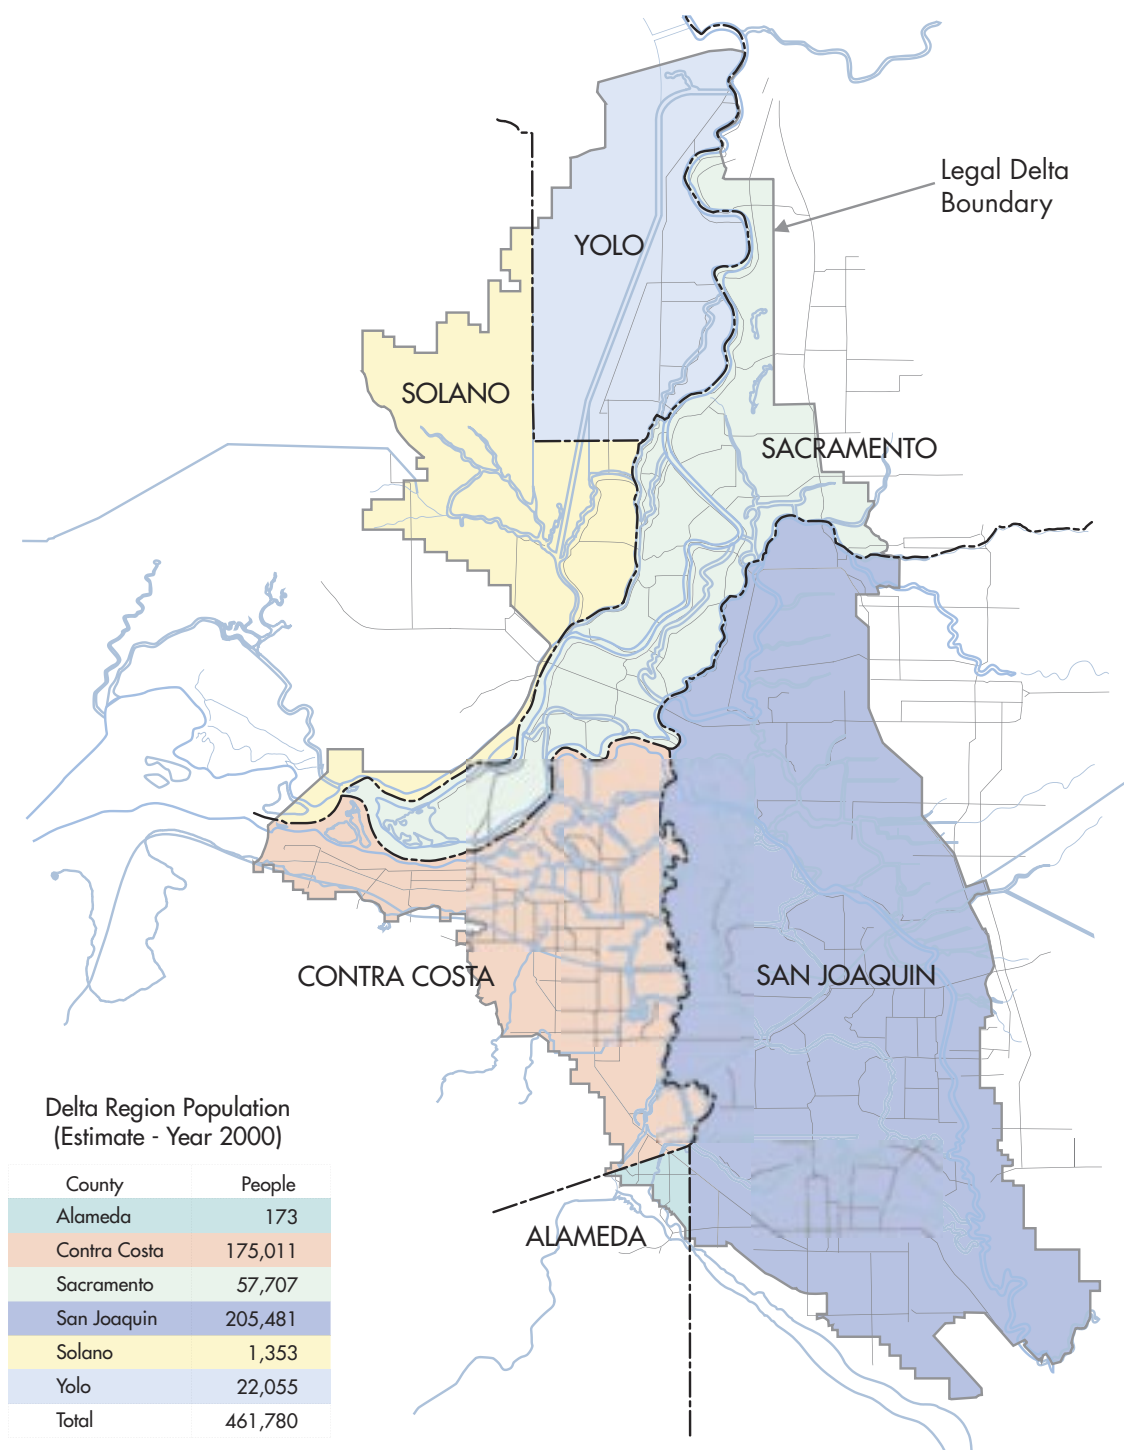 Legal Delta
Boundary
YOLO
SOLANO
SACRAMENTO
CONTRA COSTA
SAN JOAQUIN
ALAMEDA
Delta Region Population
(Estimate - Year 2000)
County People
Alameda 173
Contra Costa 175,011
Sacramento 57,707
San Joaquin 205,481
Solano 1,353
Yolo 22,055
Total 461,780